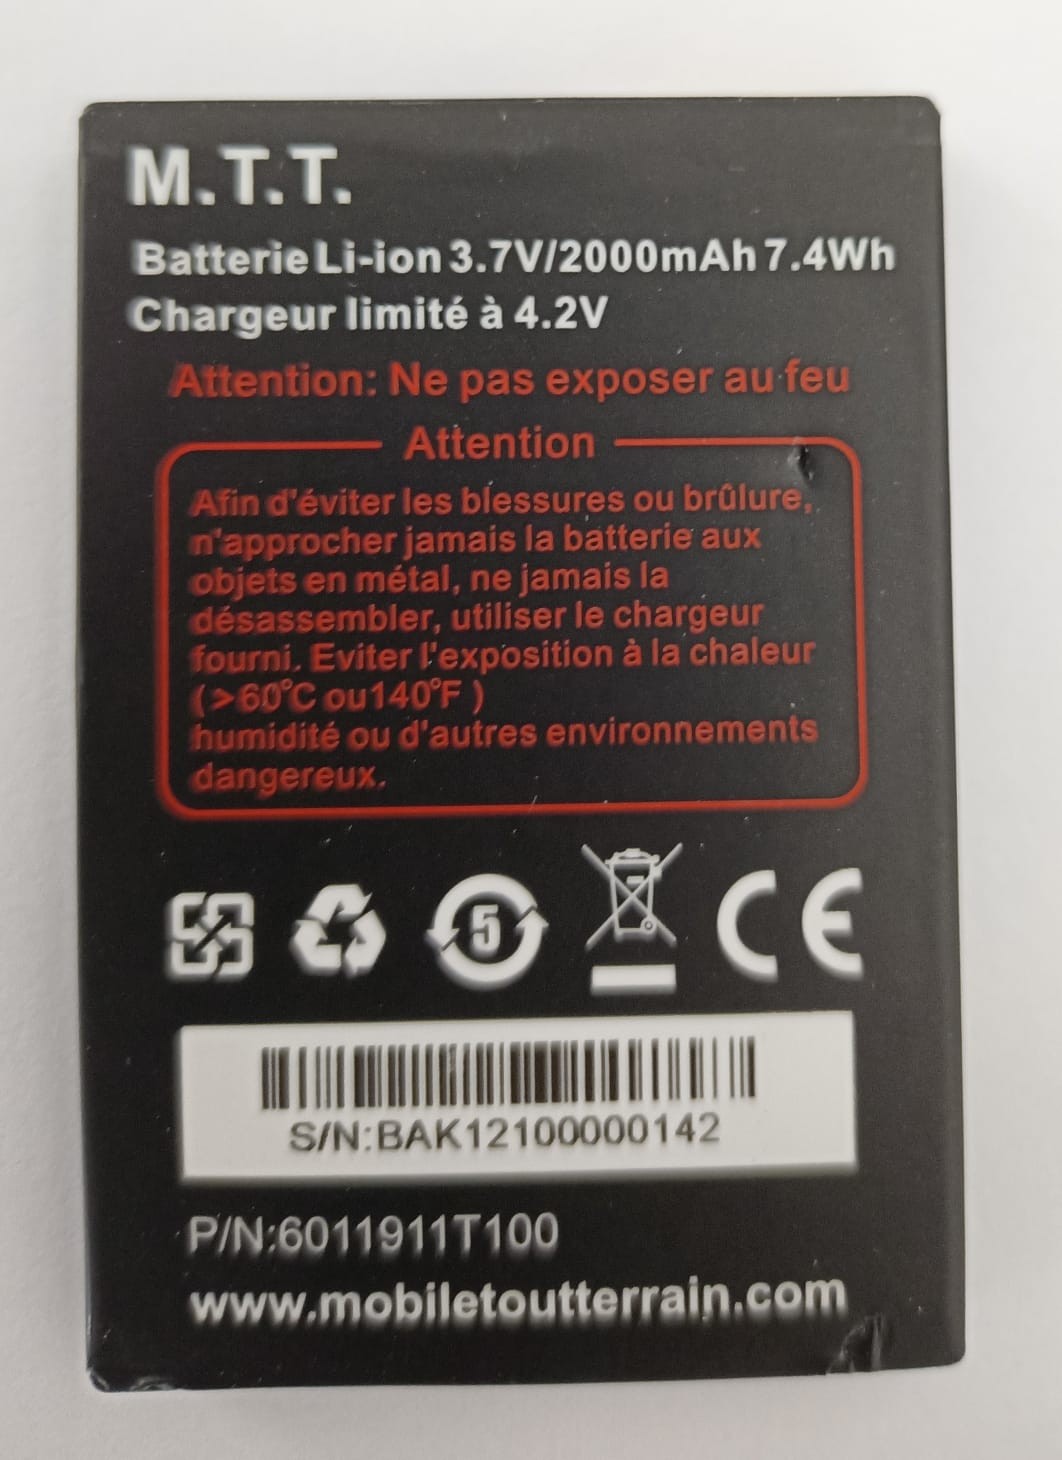 M.T.T.
Batterie Li-ion 3.7V/2000mAh 7.4Wh
Chargeur limité à 4.2V
Attention: Ne pas exposer au feu
Attention
Afin d'éviter les blessures ou brûlure,
n'approcher jamais la batterie aux
objets en métal, ne jamais la
désassembler, utiliser le chargeur
fourni. Eviter l'exposition à la chaleur
(>60°C ou140°F )
humidité ou d'autres environnements
dangereux.
5
CE
S/N:BAK12100000142
P/N:6011911T100
www.mobiletoutterrain.com